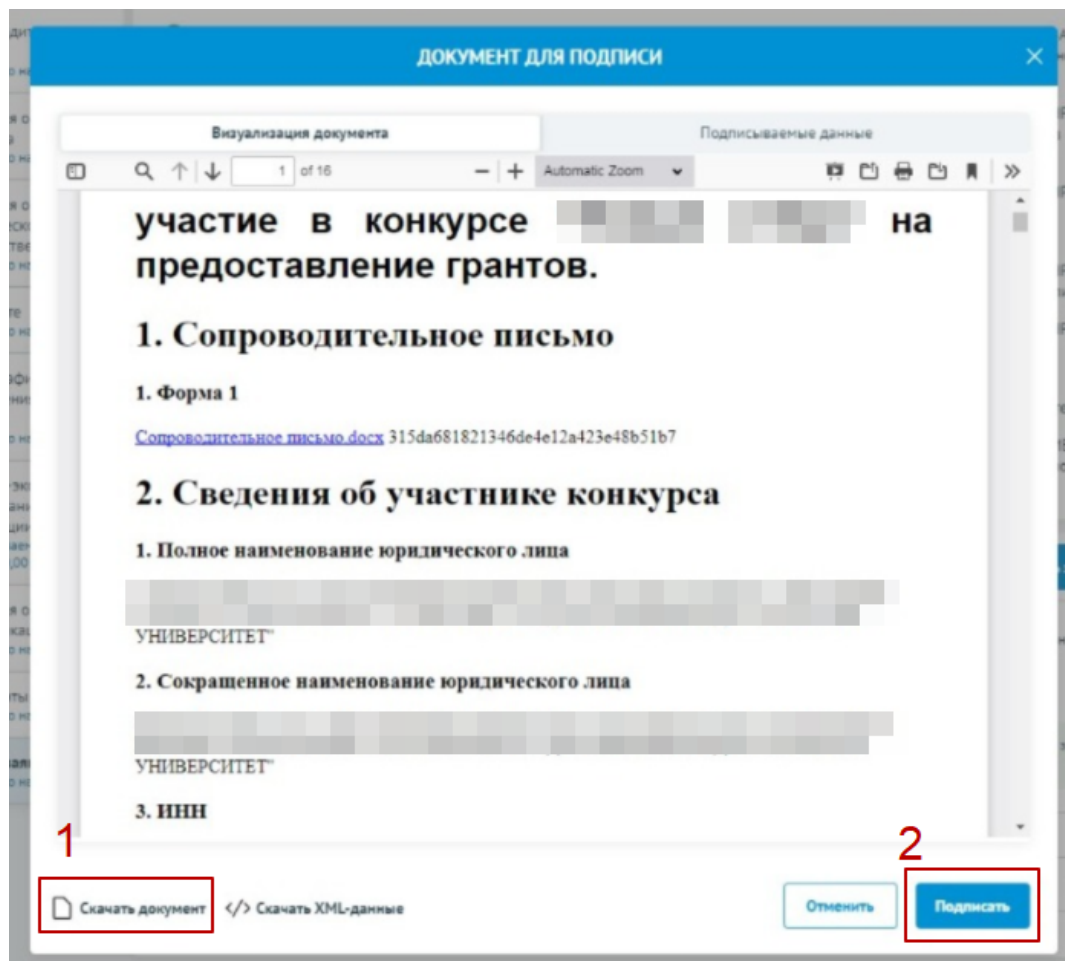 ДОКУМЕНТ ДЛЯ ПОДПИСИ
Визуализация документа
Подписываемые данные
1 of 16
Automatic Zoom
участие в конкурсе на
предоставление грантов.
1. Сопроводительное письмо
1. Форма 1
Сопроводительное письмо.docx 315da681821346de4e12a423e48b51b7
2. Сведения об участнике конкурса
1. Полное наименование юридического лица
УНИВЕРСИТЕТ"
2. Сокращенное наименование юридического лица
УНИВЕРСИТЕТ"
3. ИНН
1
2
Скачать документ
</> Скачать XML-данные
Отменить
Подписать